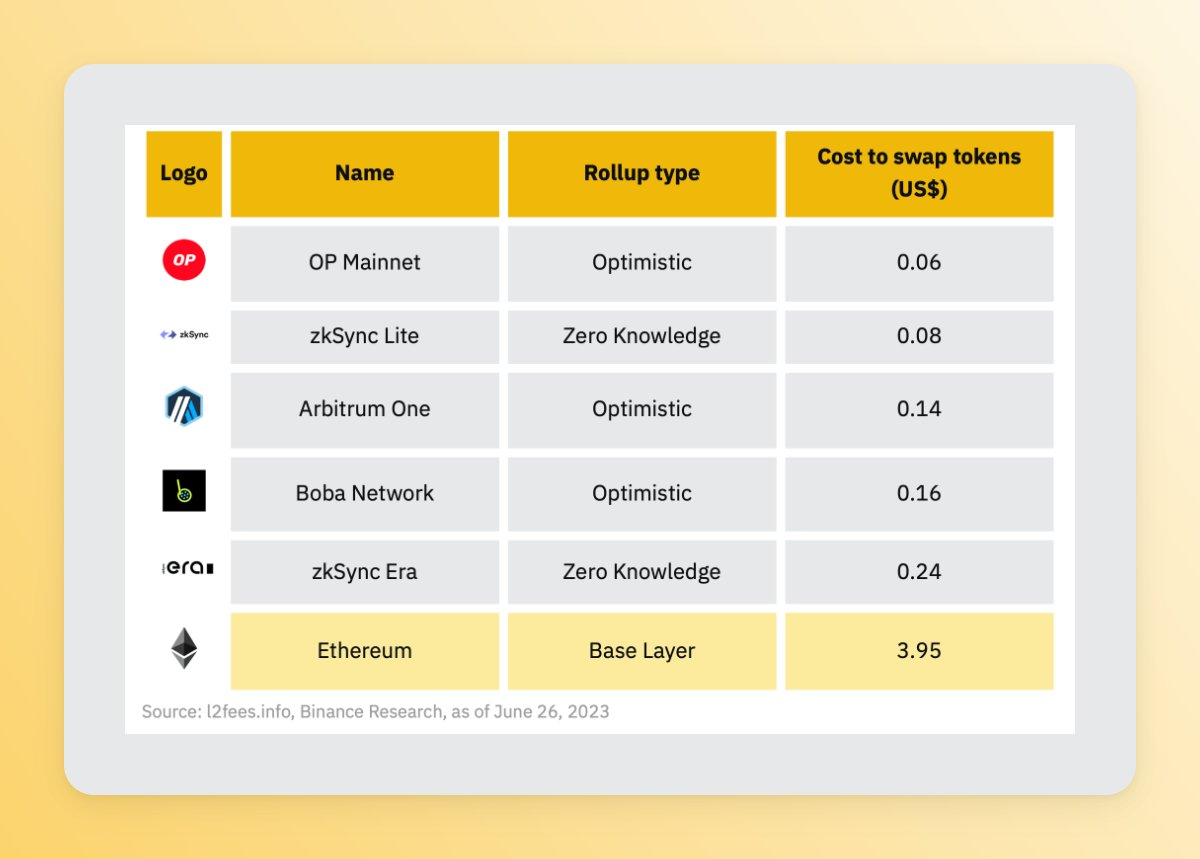 Logo Name Rollup type Cost to swap tokens
(US$)
OP OP Mainnet Optimistic 0.06
zkSync zkSync Lite Zero Knowledge 0.08
Arbitrum One Optimistic 0.14
Boba Network Optimistic 0.16
era zkSync Era Zero Knowledge 0.24
Ethereum Base Layer 3.95
Source: l2fees.info, Binance Research, as of June 26, 2023